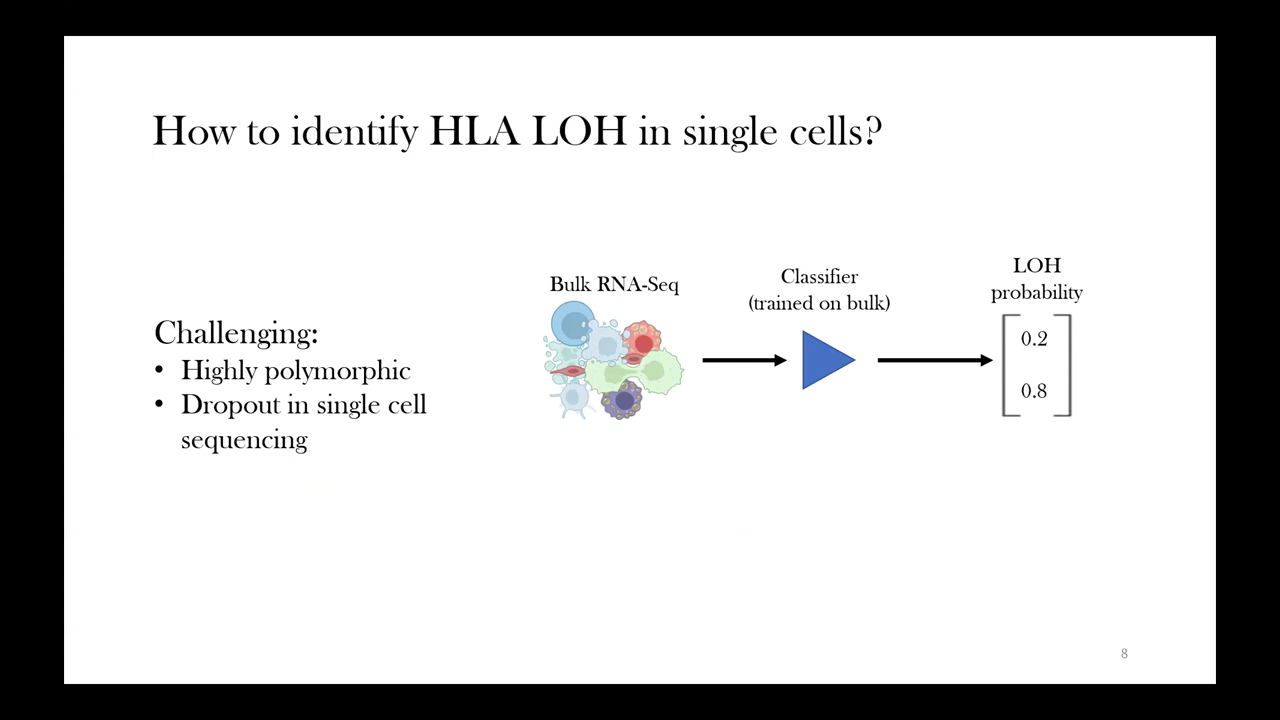 How to identify HLA LOH in single cells?
Challenging:
• Highly polymorphic
• Dropout in single cell
sequencing
Bulk RNA-Seq
Classifier
(trained on bulk)
LOH
probability
0.2
0.8
8